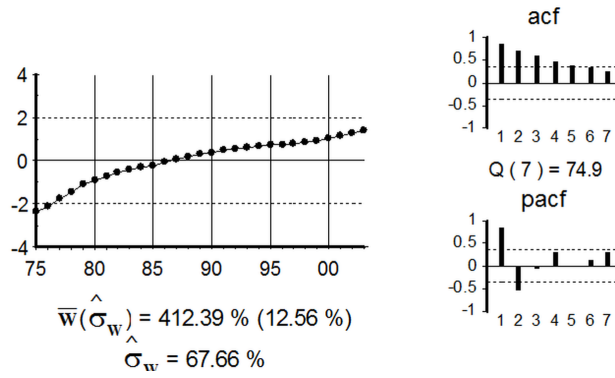 acf
1
0.5
0
-0.5
-1
1 2 3 4 5 6 7
Q ( 7 ) = 74.9
pacf
1
0.5
0
-0.5
-1
1 2 3 4 5 6 7
4
2
0
-2
-4
75 80 85 90 95 00
w̅(σ̂w) = 412.39 % (12.56 %)
σ̂w = 67.66 %